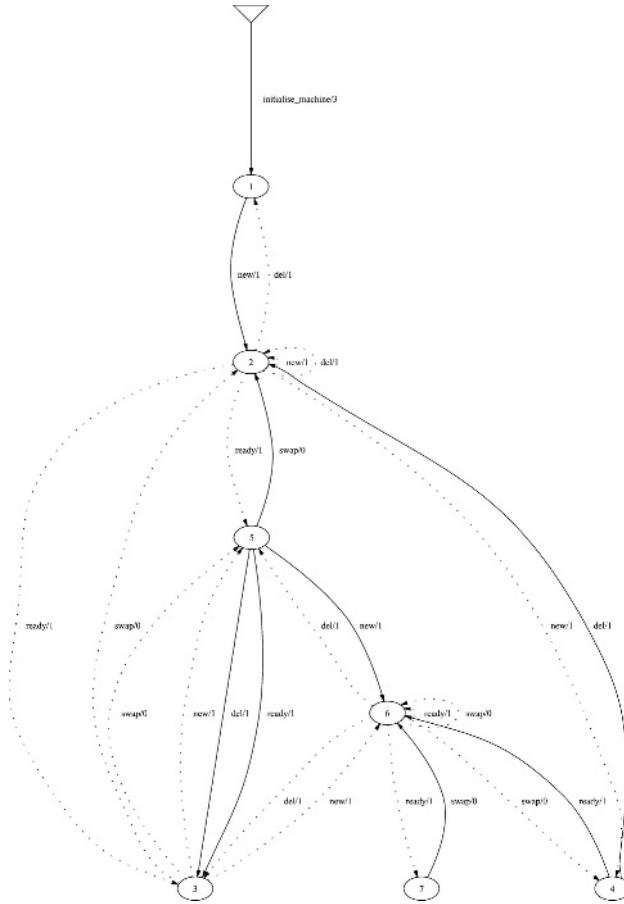 initialise_machine/3
1
new/1 del/1
2 new/1 del/1
ready/1 swap/0
5
ready/1 swap/0 del/1 new/1 new/1 del/1
swap/0 new/1 del/1 ready/1
6 ready/1 swap/0
del/1 new/1 ready/1 swap/0 swap/0 ready/1
3 7 4